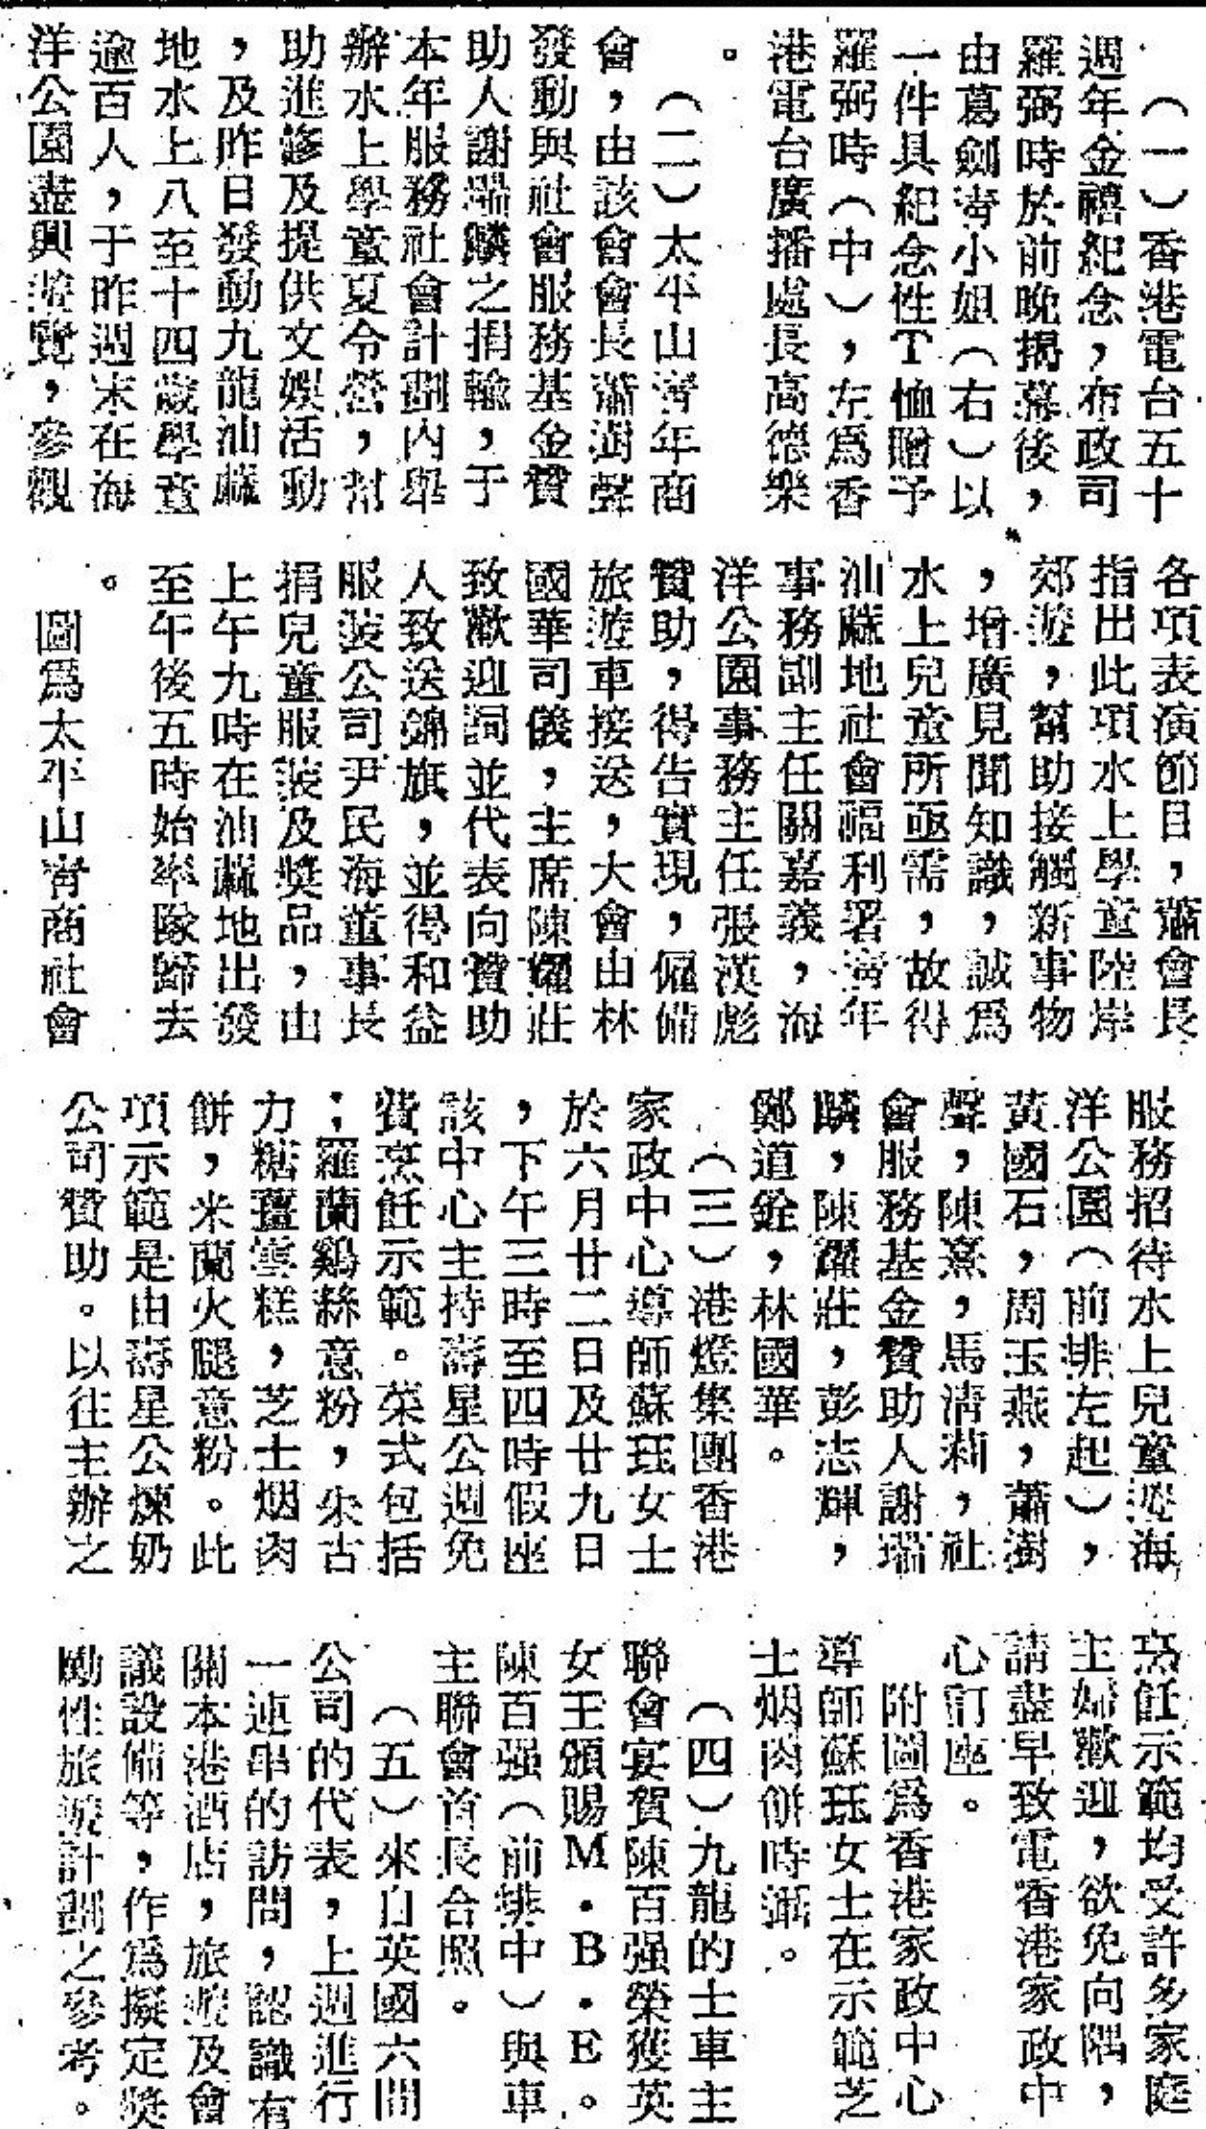 （一）香港電台五十
週年金禧紀念，布政司
羅弼時於前晚揭幕後，
由葛劍青小姐（右）以
一件具紀念性Ｔ恤贈予
羅弼時（中），左爲香
港電台廣播處長高德樂
。
（二）太平山青年商
會，由該會會長蕭澍聲
發動與社會服務基金贊
助人謝瑞麟之捐輸，于
本年服務社會計劃內舉
辦水上學童夏令營，幫
助進修及提供文娛活動
，及昨日發動九龍油蔴
地水上八至十四歲學童
逾百人，于昨週末在海
洋公園盡興遊覽，參觀
各項表演節目，蕭會長
指出此項水上學童陸岸
郊遊，幫助接觸新事物
，增廣見聞知識，誠爲
水上兒童所亟需，故得
油蔴地社會福利署青年
事務副主任關嘉義，海
洋公園事務主任張漢彪
贊助，得告實現，僱備
旅遊車接送，大會由林
國華司儀，主席陳耀莊
致歡迎詞並代表向贊助
人致送錦旗，並得和益
服裝公司尹民海董事長
捐兒童服裝及獎品，由
上午九時在油蔴地出發
至午後五時始率隊歸去
。
圖爲太平山青商社會
服務招待水上兒童遊海
洋公園（前排左起），
黃國石，周玉燕，蕭澍
聲，陳熹，馬清莉，社
會服務基金贊助人謝瑞
麟，陳耀莊，彭志輝，
鄭道銓，林國華。
（三）港燈集團香港
家政中心導師蘇珏女士
於六月廿二日及廿九日
，下午三時至四時假座
該中心主持壽星公週免
費烹飪示範。菜式包括
：羅蘭鷄絲意粉，朱古
力糖薑雲糕，芝士烟肉
餅，米蘭火腿意粉。此
項示範是由壽星公煉奶
公司贊助。以往主辦之
烹飪示範均受許多家庭
主婦歡迎，欲免向隅，
請盡早致電香港家政中
心訂座。
附圖爲香港家政中心
導師蘇珏女士在示範芝
士烟肉餅時攝。
（四）九龍的士車主
聯會宴賀陳百强榮獲英
女王頒賜Ｍ・Ｂ・Ｅ。
陳百强（前排中）與車
主聯會首長合照。
（五）來自英國六間
公司的代表，上週進行
一連串的訪問，認識有
關本港酒店，旅遊及會
議設備等，作爲擬定獎
勵性旅遊計劃之參考。